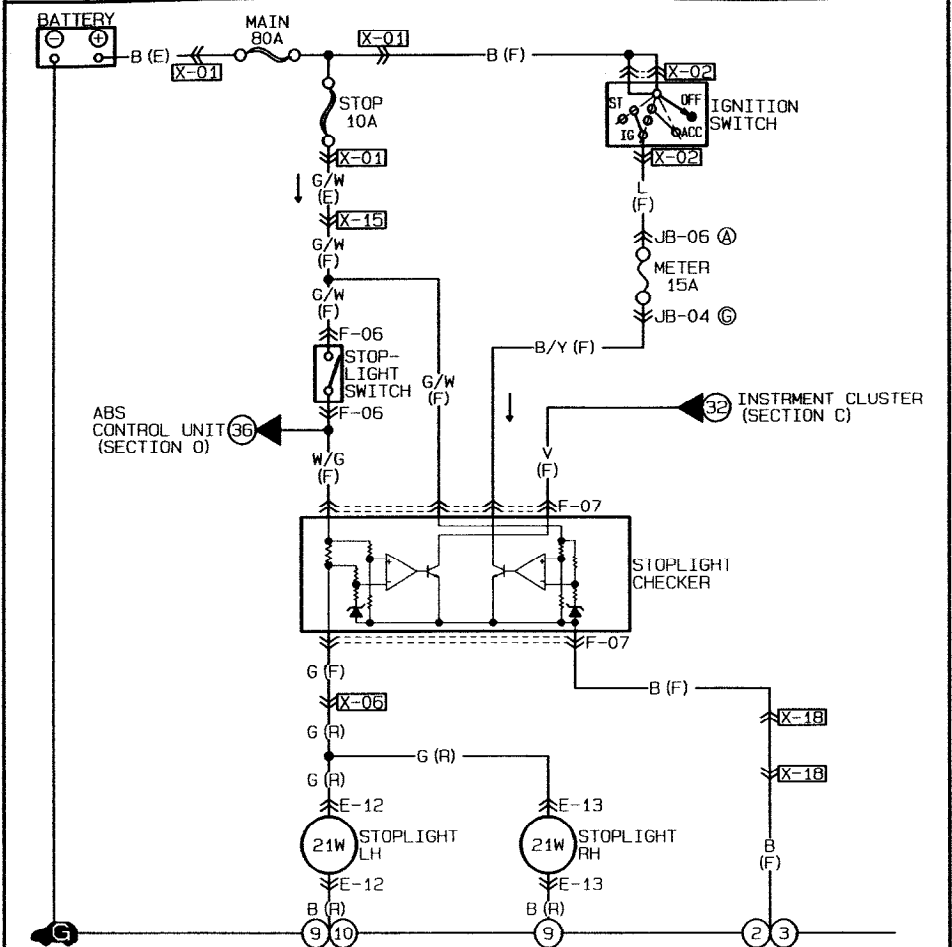 BATTERY
MAIN
80A
B (E)
X-01
X-01
B (F)
X-02
STOP
10A
ST
OFF
IG
ACC
IGNITION
SWITCH
X-01
X-02
G/W
(E)
L
(F)
X-15
G/W
(F)
JB-06 A
METER
15A
G/W
(F)
JB-04 G
F-06
B/Y (F)
STOP-
LIGHT
SWITCH
G/W
(F)
F-06
ABS
CONTROL UNIT 36
(SECTION O)
32 INSTRMENT CLUSTER
(SECTION C)
W/G
(F)
V
(F)
F-07
STOPLIGHT
CHECKER
F-07
G (F)
B (F)
X-06
X-18
G (R)
G (R)
X-18
G (R)
E-12
E-13
21W
STOPLIGHT
LH
21W
STOPLIGHT
RH
B
(F)
E-12
E-13
B (R)
B (R)
G
9 10
9
2 3